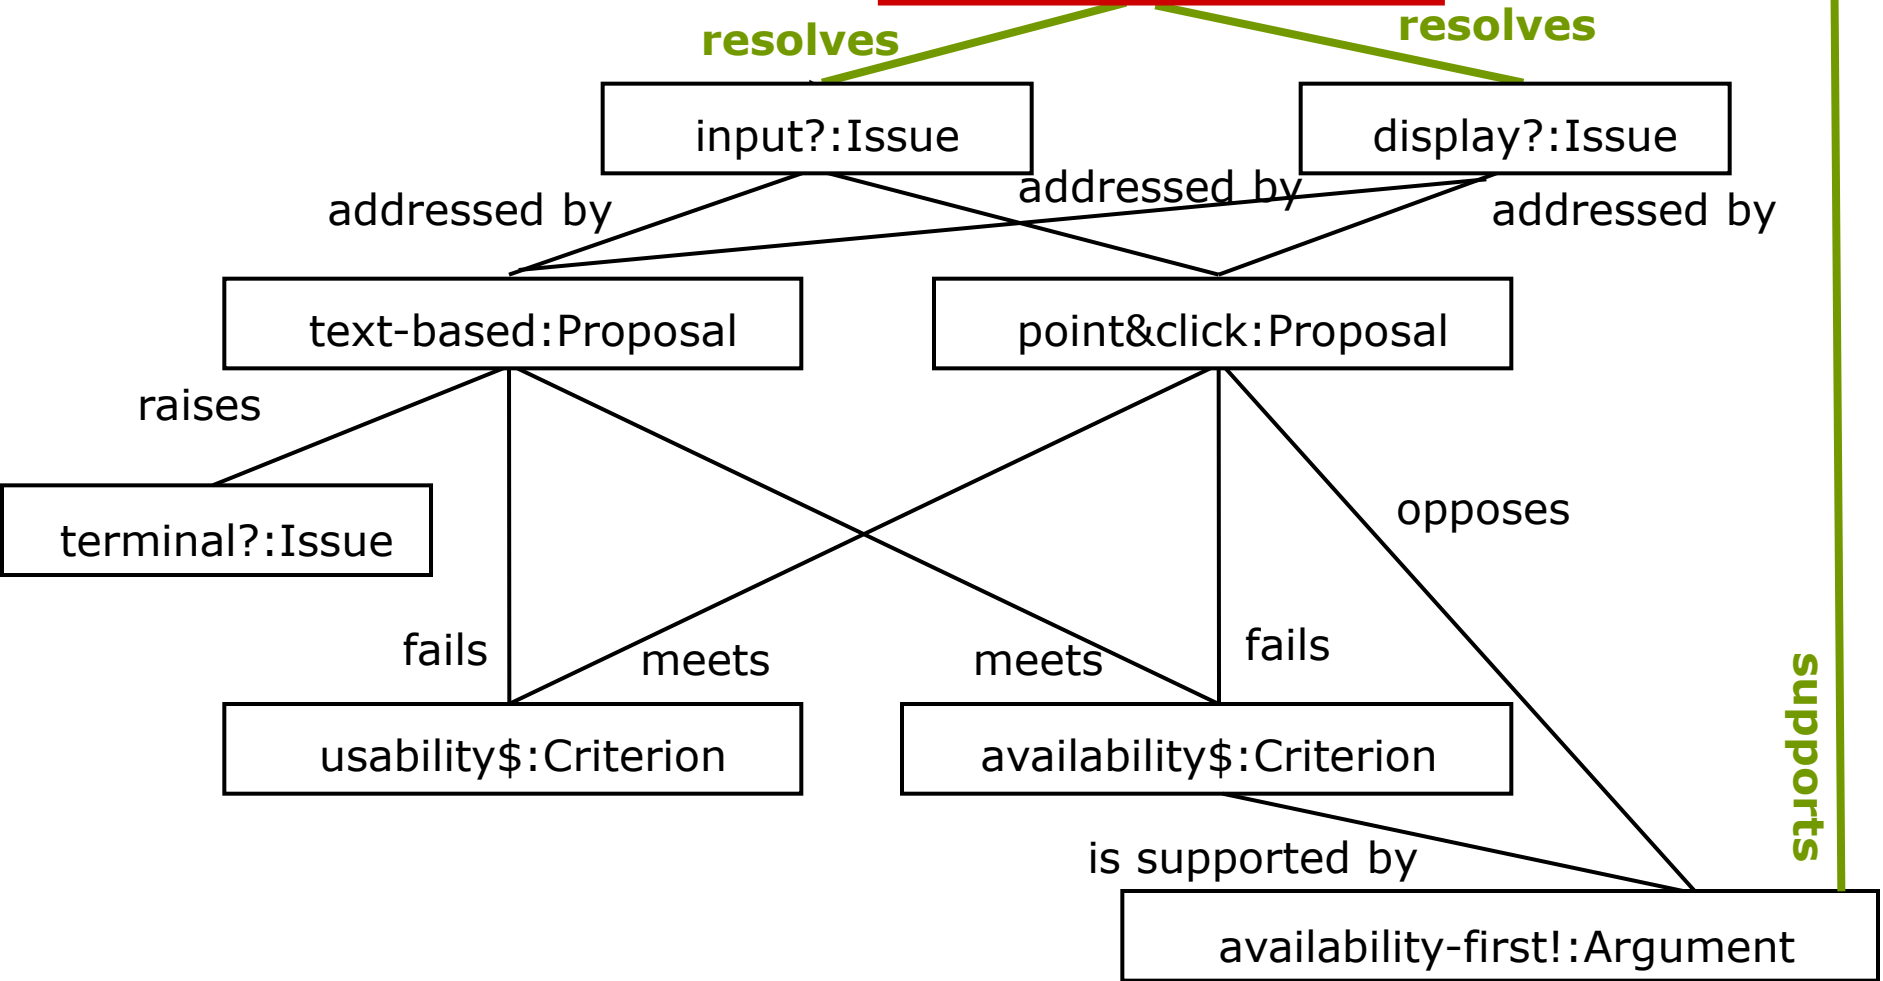 resolves
resolves
input?:Issue
display?:Issue
addressed by
addressed by
addressed by
text-based:Proposal
point&click:Proposal
raises
opposes
terminal?:Issue
fails
meets
meets
fails
supports
usability$:Criterion
availability$:Criterion
is supported by
availability-first!:Argument